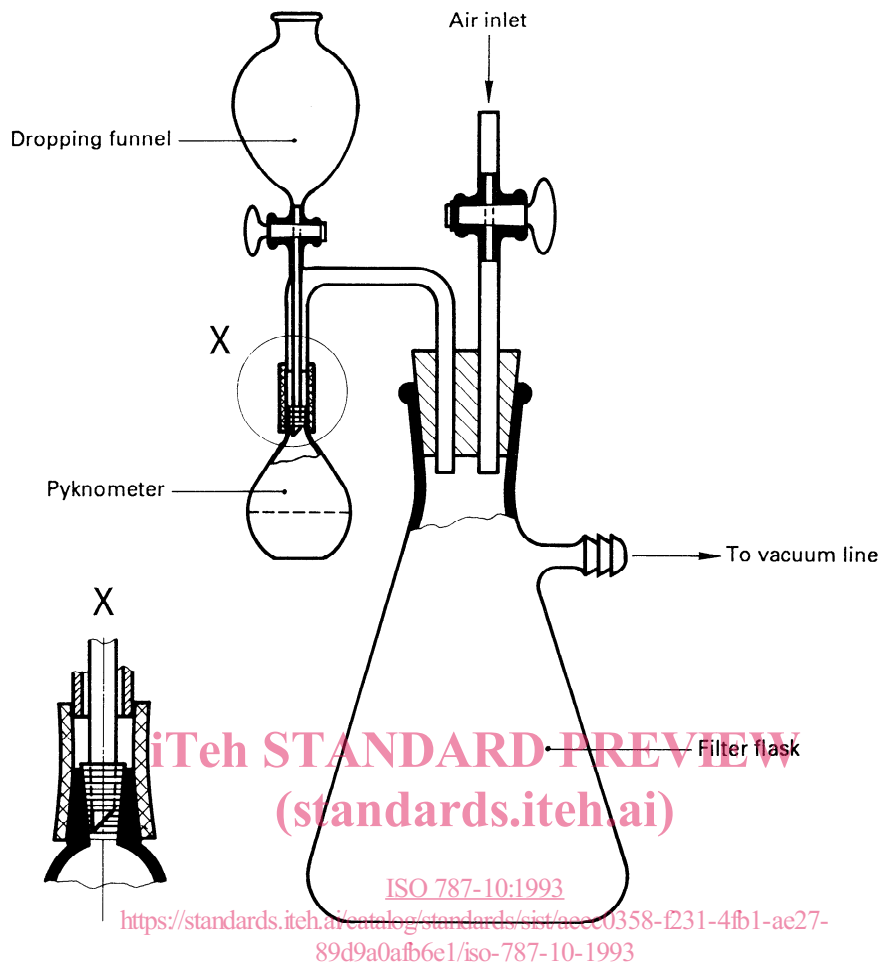 Air inlet
Dropping funnel
X
Pyknometer
To vacuum line
X
Filter flask
iTeh STANDARD PREVIEW
(standards.iteh.ai)
ISO 787-10:1993
https://standards.iteh.ai/catalog/standards/sist/aecc0358-f231-4fb1-ae27-
89d9a0afb6e1/iso-787-10-1993